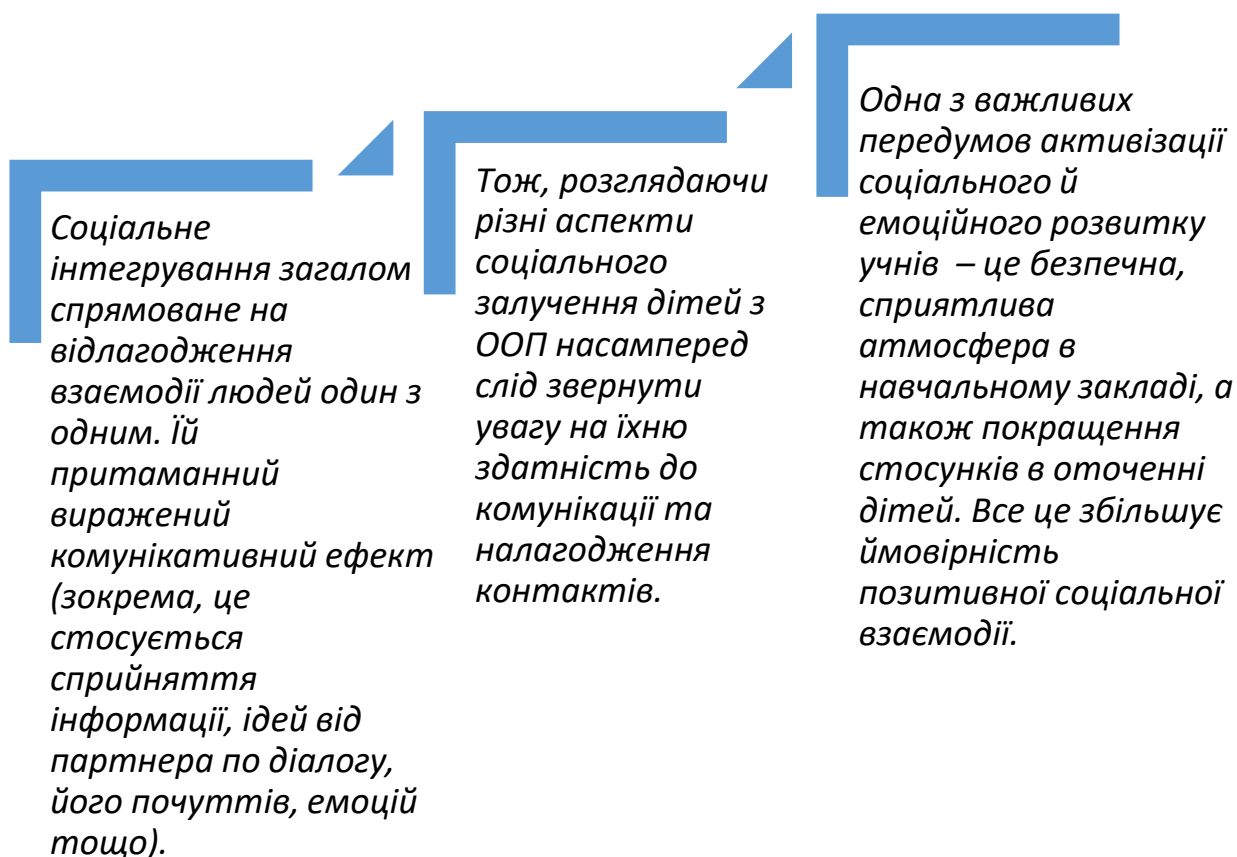 Соціальне
інтегрування загалом
спрямоване на
відлагодження
взаємодії людей один з
одним. Їй
притаманний
виражений
комунікативний ефект
(зокрема, це
стосується
сприйняття
інформації, ідей від
партнера по діалогу,
його почуттів, емоцій
тощо).
Тож, розглядаючи
різні аспекти
соціального
залучення дітей з
ООП насамперед
слід звернути
увагу на їхню
здатність до
комунікації та
налагодження
контактів.
Одна з важливих
передумов активізації
соціального й
емоційного розвитку
учнів – це безпечна,
сприятлива
атмосфера в
навчальному закладі, а
також покращення
стосунків в оточенні
дітей. Все це збільшує
ймовірність
позитивної соціальної
взаємодії.